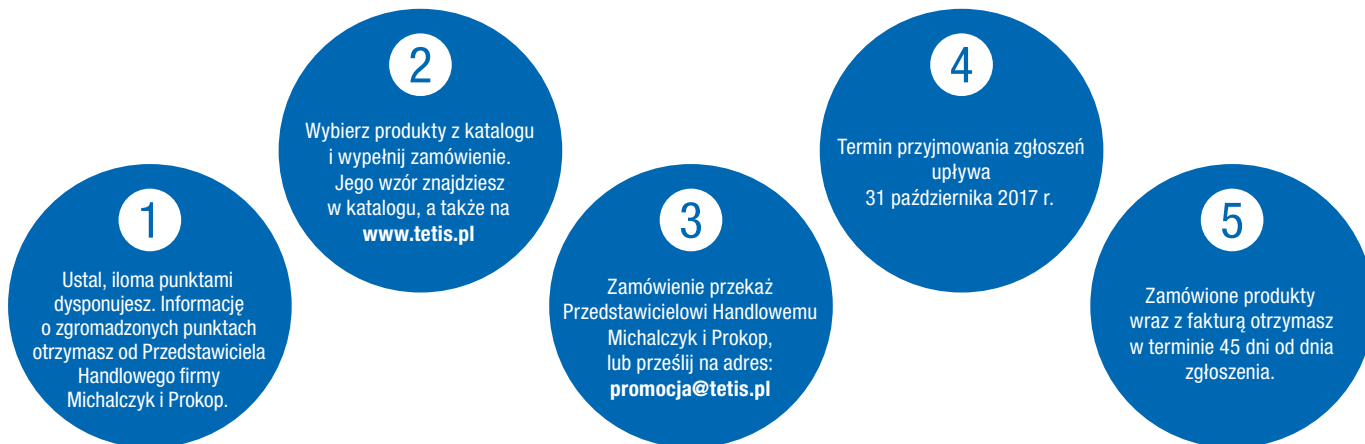 1
Ustal, iloma punktami
dysponujesz. Informację
o zgromadzonych punktach
otrzymasz od Przedstawiciela
Handlowego firmy
Michalczyk i Prokop.
2
Wybierz produkty z katalogu
i wypełnij zamówienie.
Jego wzór znajdziesz
w katalogu, a także na
www.tetis.pl
3
Zamówienie przekaż
Przedstawicielowi Handlowemu
Michalczyk i Prokop,
lub prześlij na adres:
promocja@tetis.pl
4
Termin przyjmowania zgłoszeń
upływa
31 października 2017 r.
5
Zamówione produkty
wraz z fakturą otrzymasz
w terminie 45 dni od dnia
zgłoszenia.